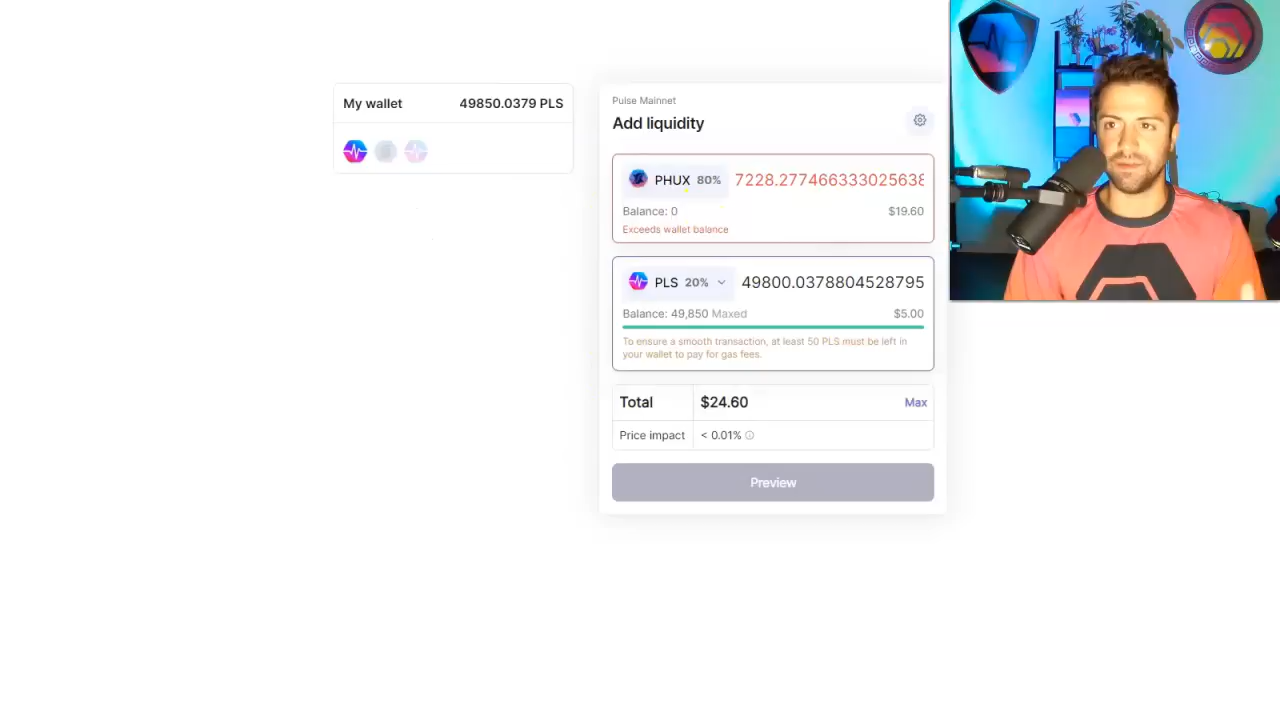 My wallet 49850.0379 PLS
Pulse Mainnet
Add liquidity
PHUX 80% 7228.277466333025638
Balance: 0 $19.60
Exceeds wallet balance
PLS 20% 49800.0378804528795
Balance: 49,850 Maxed $5.00
To ensure a smooth transaction, at least 50 PLS must be left in
your wallet to pay for gas fees.
Total $24.60 Max
Price impact < 0.01%
Preview